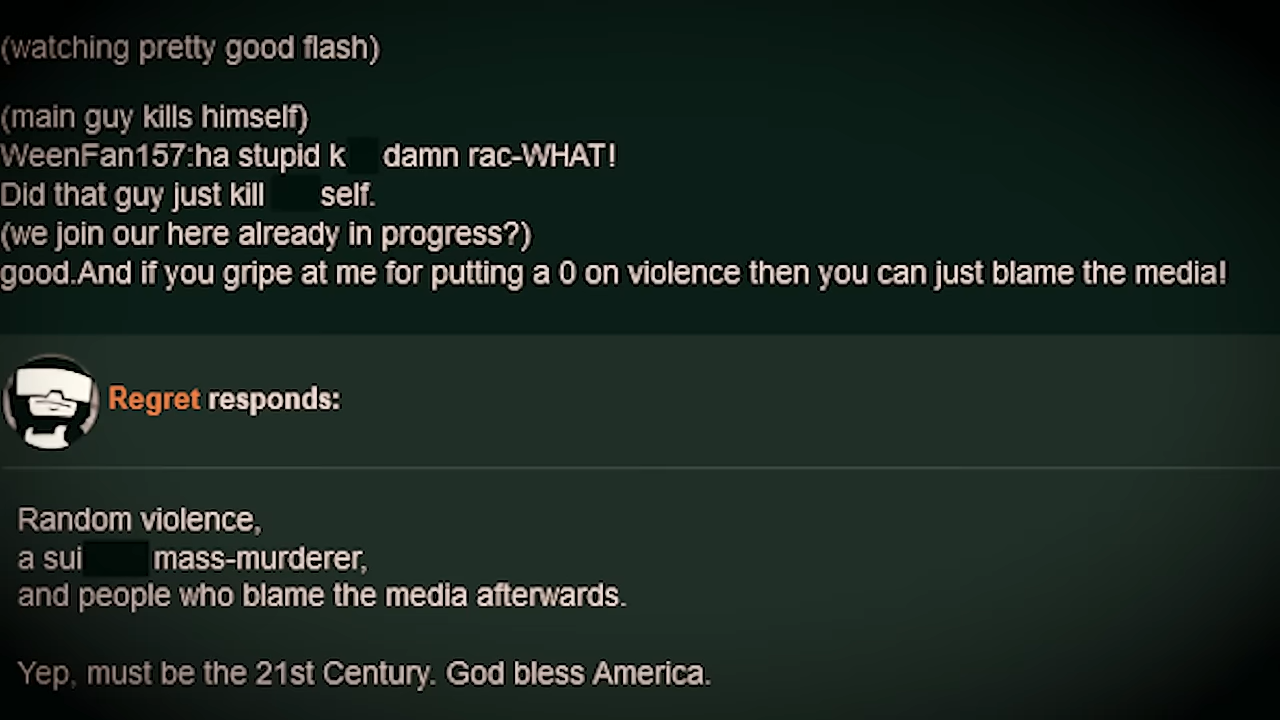 (watching pretty good flash)
(main guy kills himself)
WeenFan157:ha stupid k damn rac-WHAT!
Did that guy just kill self.
(we join our here already in progress?)
good.And if you gripe at me for putting a 0 on violence then you can just blame the media!
Regret responds:
Random violence,
a sui mass-murderer,
and people who blame the media afterwards.
Yep, must be the 21st Century. God bless America.